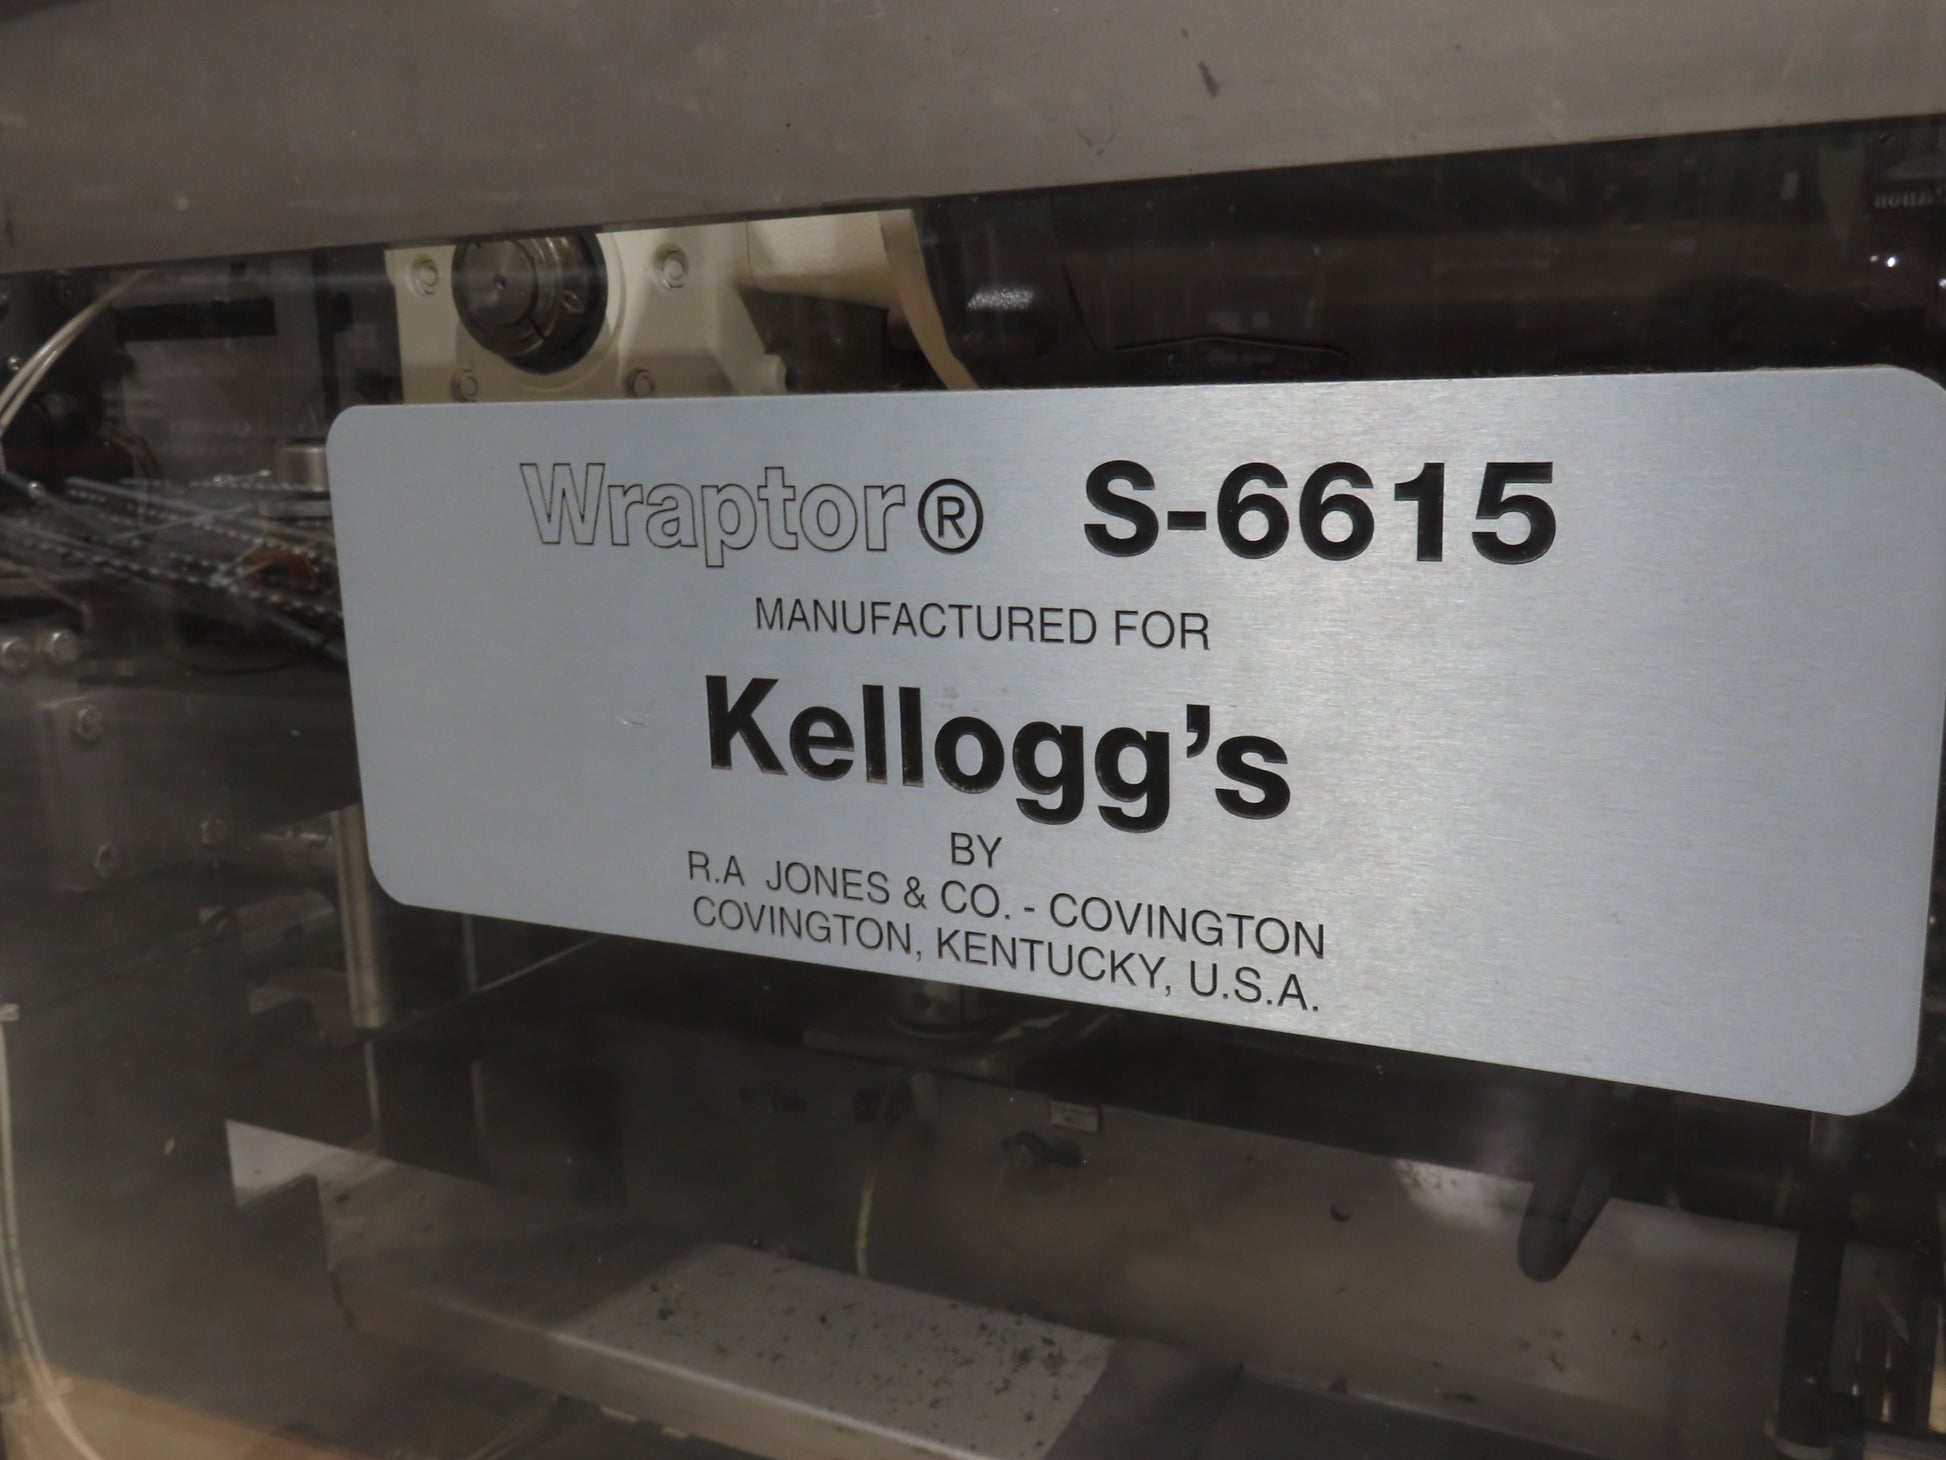 Wraptor® S-6615
MANUFACTURED FOR
Kellogg's
BY
R.A JONES & CO. - COVINGTON
COVINGTON, KENTUCKY, U.S.A.